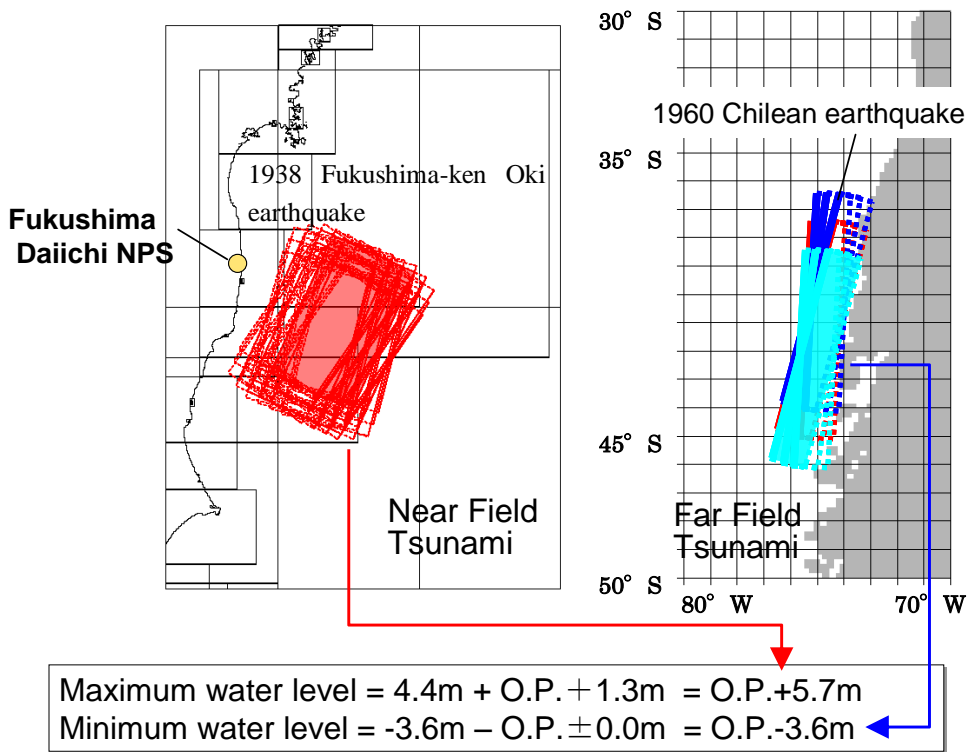 30° S
1960 Chilean earthquake
35° S
1938 Fukushima-ken Oki
earthquake
Fukushima
Daiichi NPS
45° S
Near Field
Tsunami
Far Field
Tsunami
50° S
80° W
70° W
Maximum water level = 4.4m + O.P.＋1.3m = O.P.+5.7m
Minimum water level = -3.6m – O.P.±0.0m = O.P.-3.6m